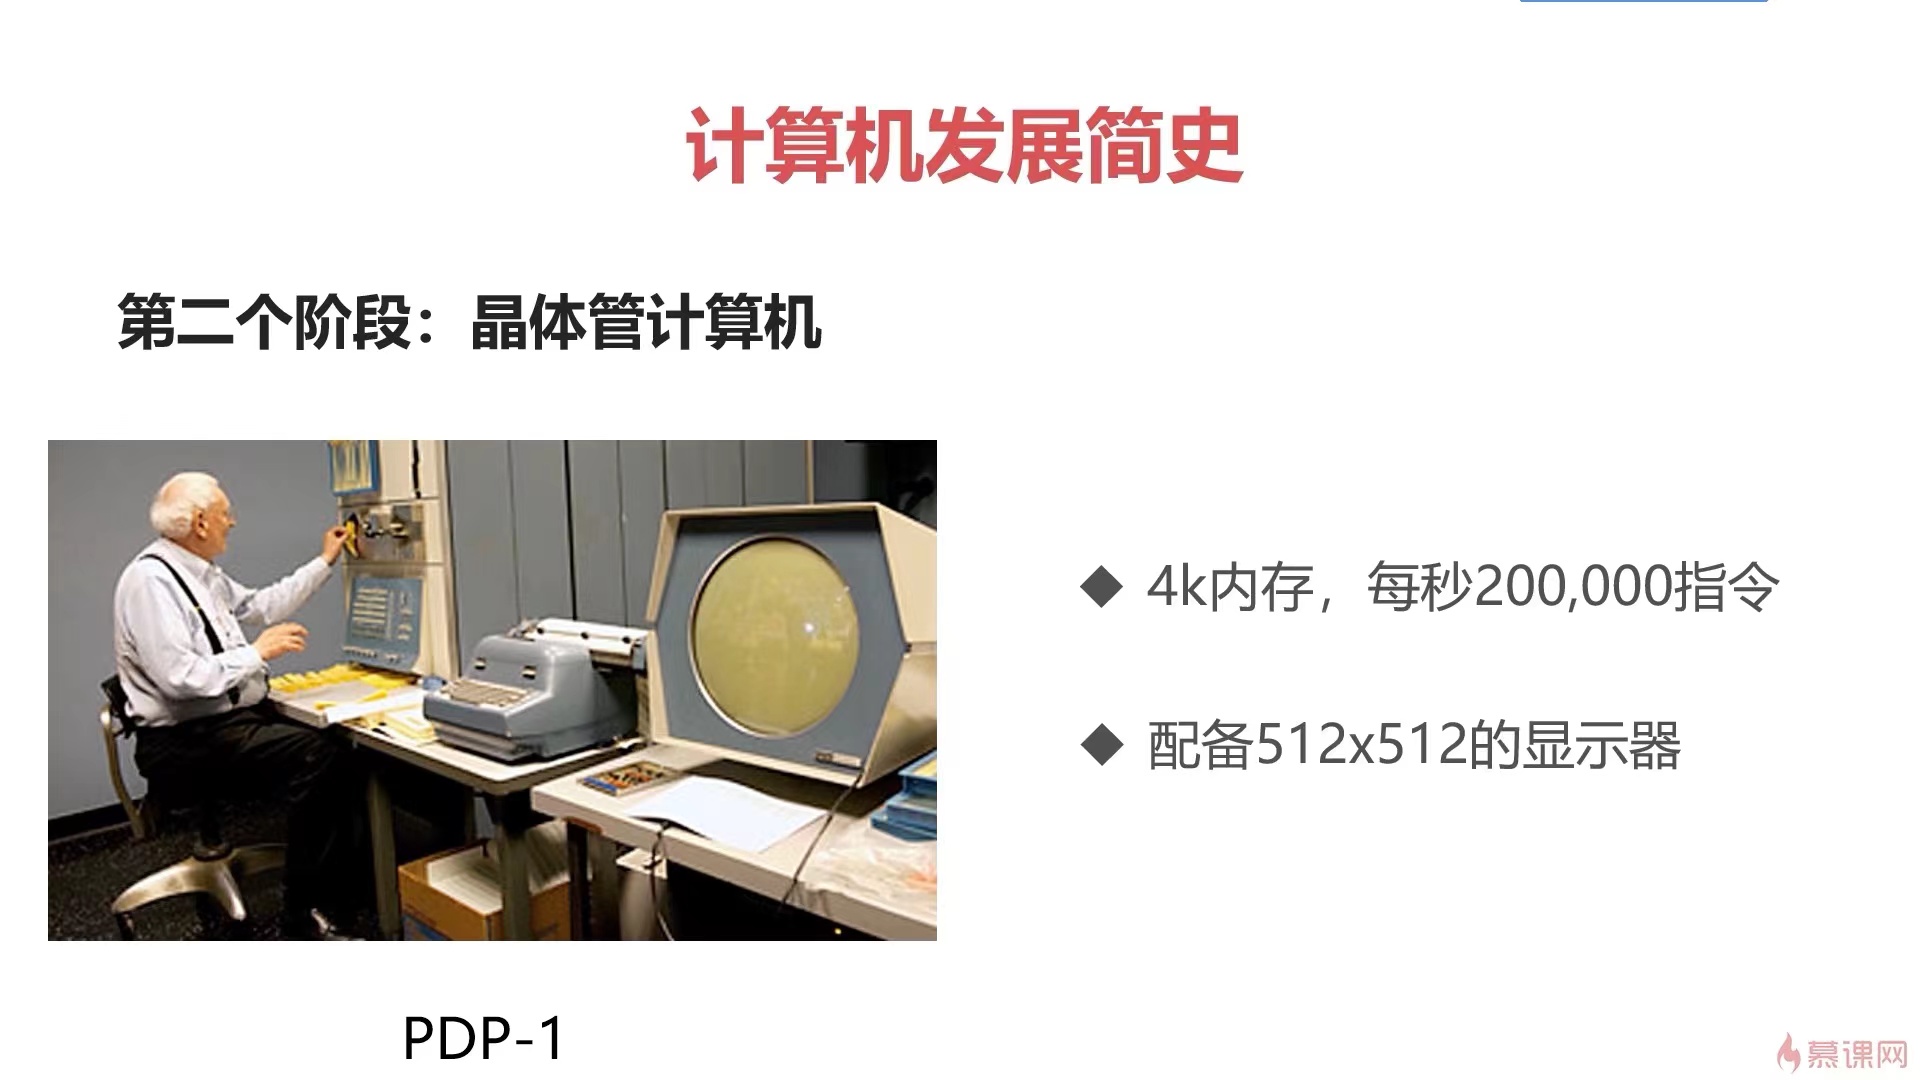 计算机发展简史
第二个阶段：晶体管计算机
◆ 4k内存，每秒200,000指令
◆ 配备512x512的显示器
PDP-1
慕课网